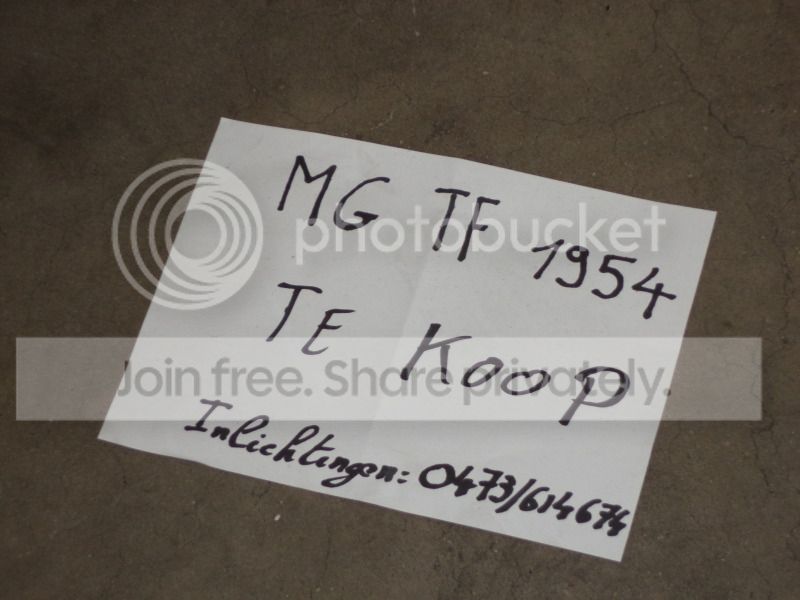 MG TF 1954
photobucket
TE KOOP
Join free. Share privately.
Inlichtingen: 0473/614674